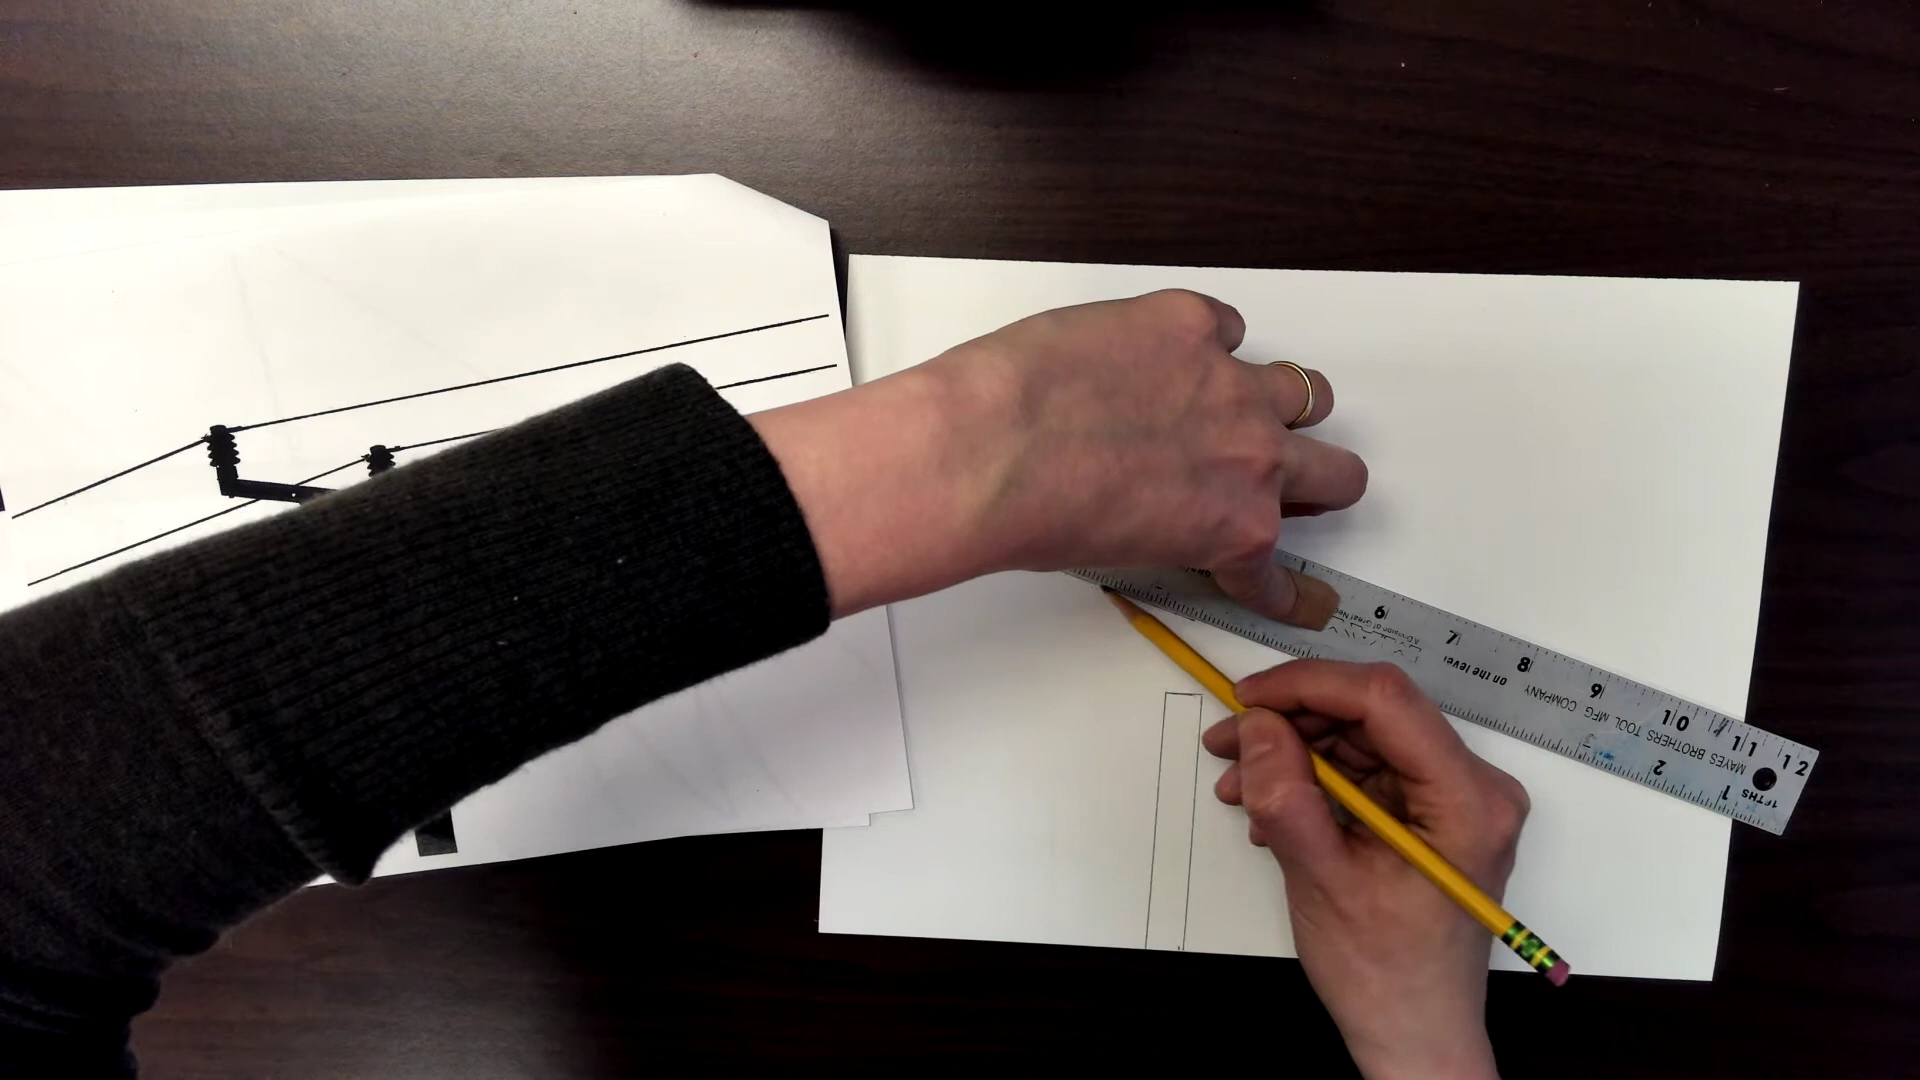 6 7 8 9 10 11 12
A Division of Great Neck
on the level
MAYES BROTHERS TOOL MFG COMPANY
3 2 1